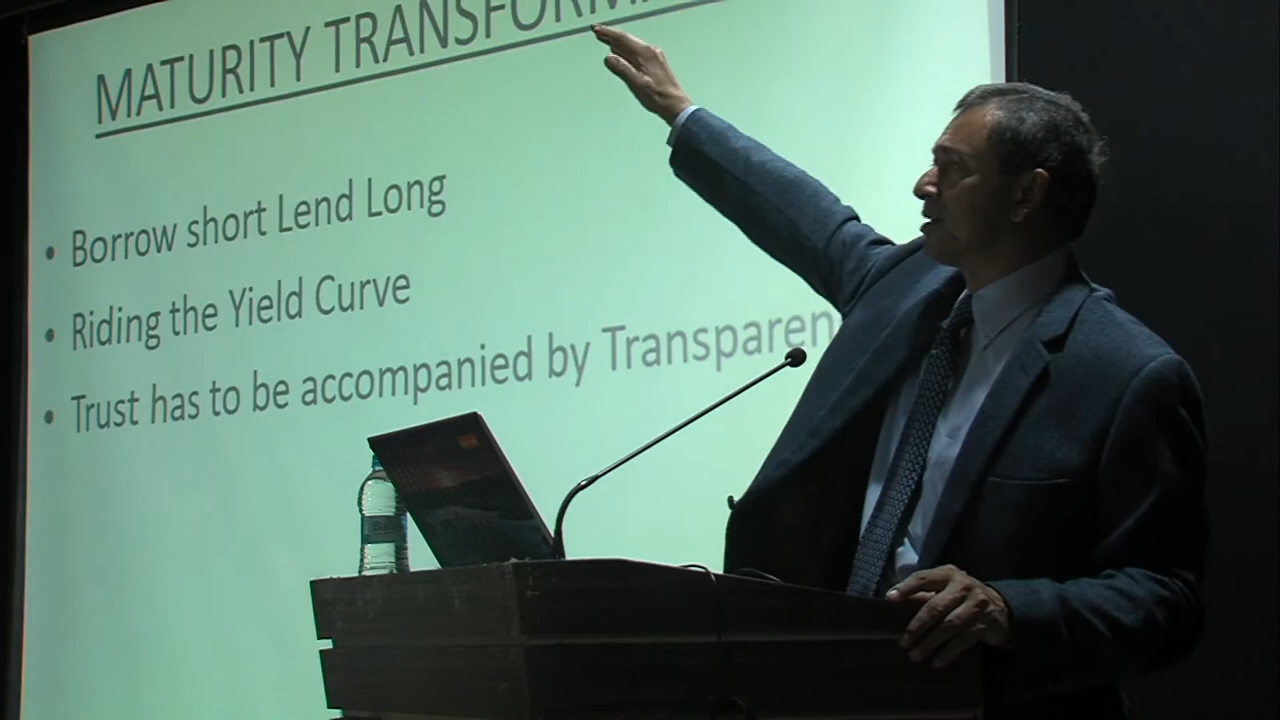 MATURITY TRANSFORM
• Borrow short Lend Long
• Riding the Yield Curve
• Trust has to be accompanied by Transparen